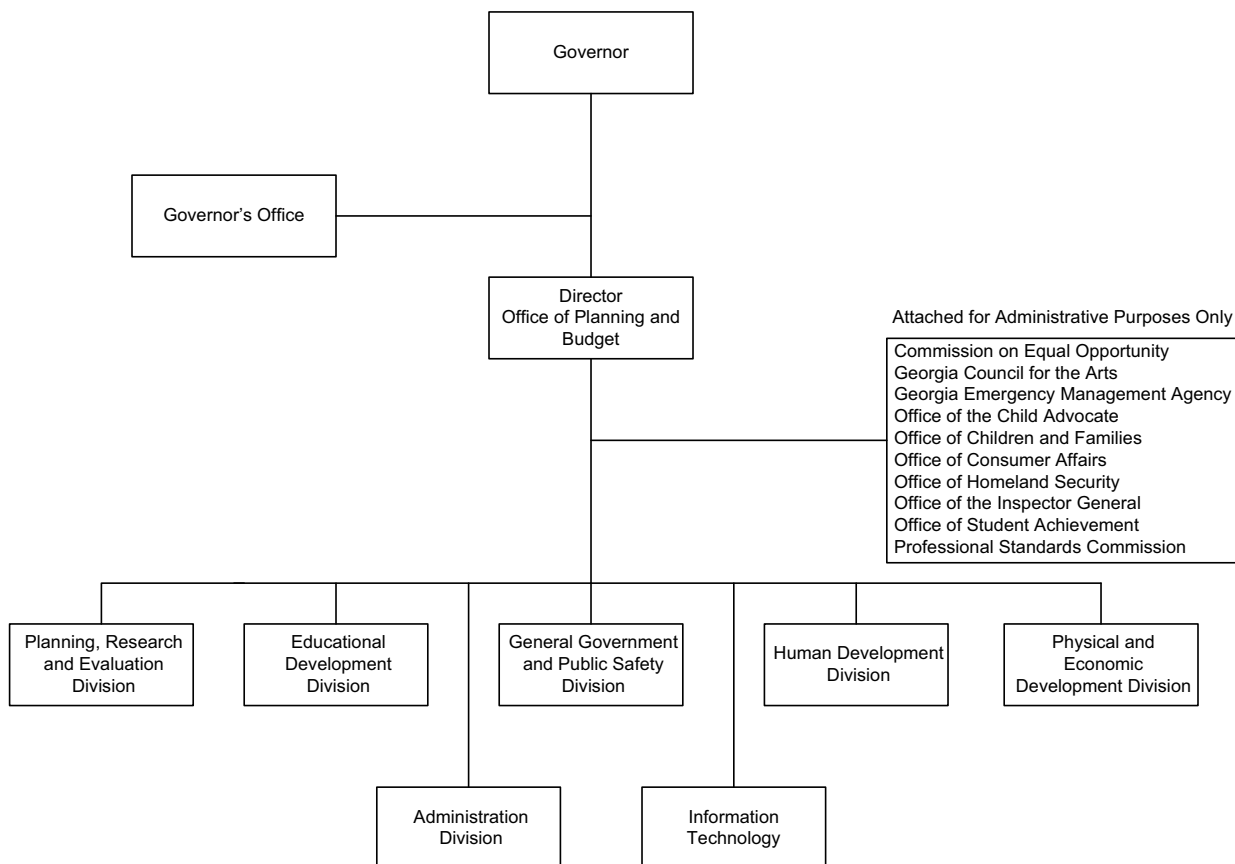 Governor
Governor's Office
Director
Office of Planning and
Budget
Attached for Administrative Purposes Only
Commission on Equal Opportunity
Georgia Council for the Arts
Georgia Emergency Management Agency
Office of the Child Advocate
Office of Children and Families
Office of Consumer Affairs
Office of Homeland Security
Office of the Inspector General
Office of Student Achievement
Professional Standards Commission
Planning, Research
and Evaluation
Division
Educational
Development
Division
General Government
and Public Safety
Division
Human Development
Division
Physical and
Economic
Development Division
Administration
Division
Information
Technology